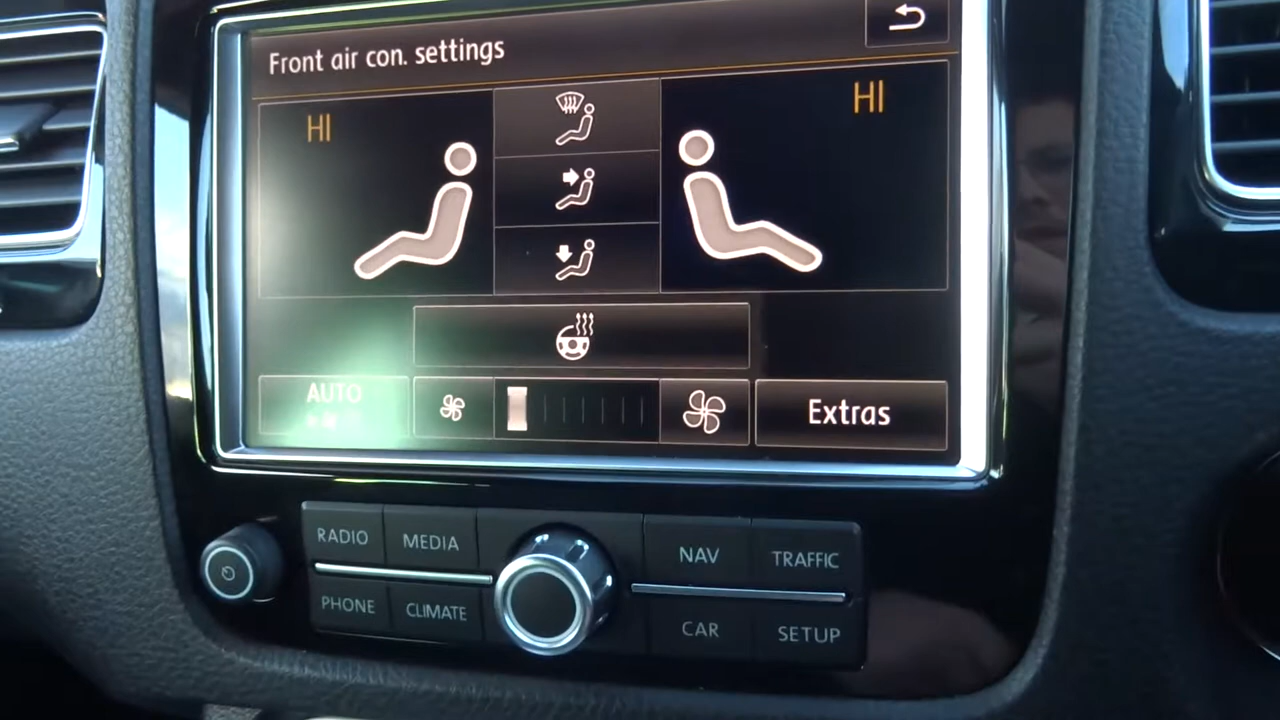 Front air con. settings
HI
HI
AUTO
Extras
RADIO
MEDIA
NAV
TRAFFIC
PHONE
CLIMATE
CAR
SETUP